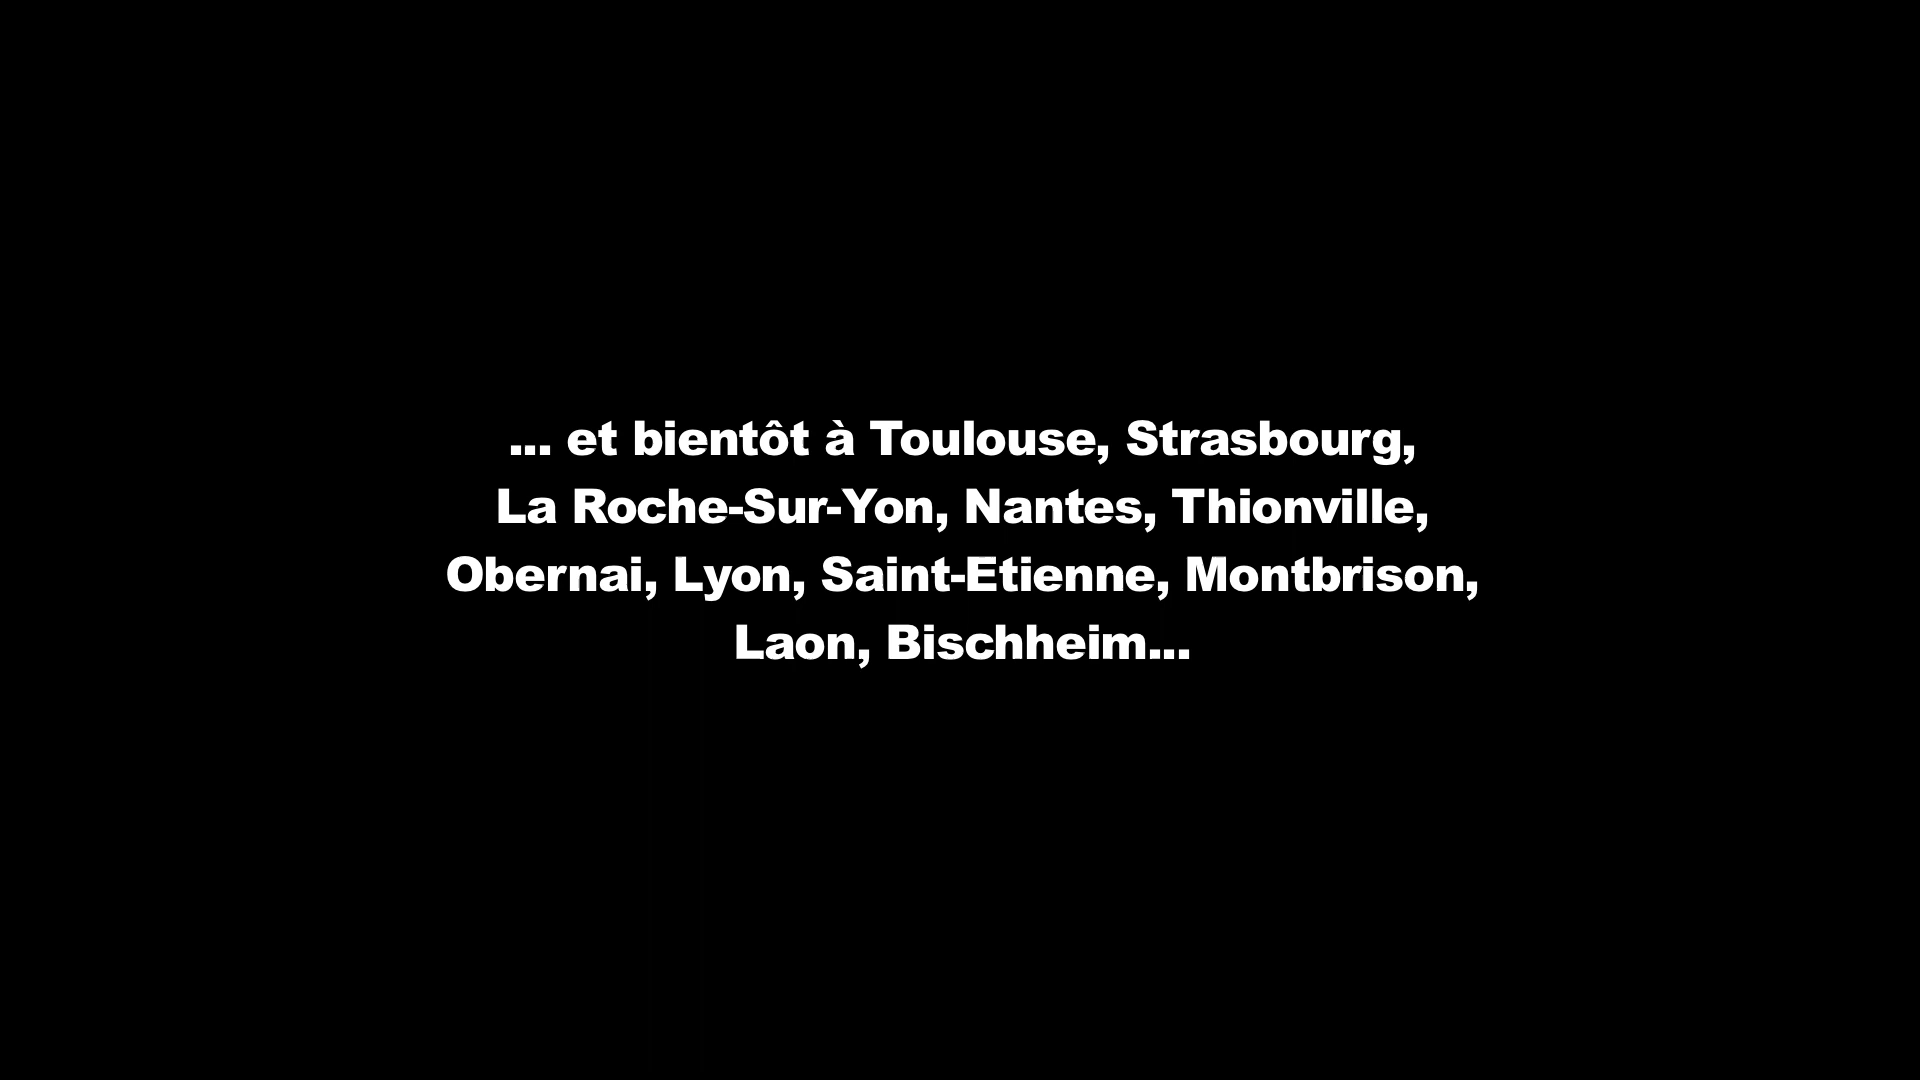 ... et bientôt à Toulouse, Strasbourg,
La Roche-Sur-Yon, Nantes, Thionville,
Obernai, Lyon, Saint-Etienne, Montbrison,
Laon, Bischheim...